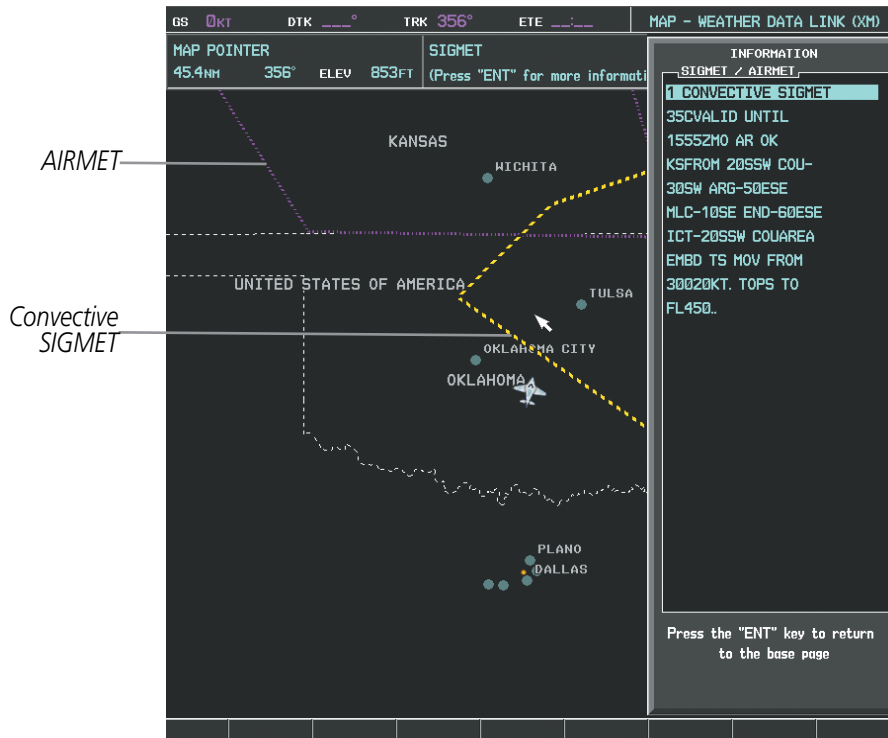 GS 0KT DTK ___° TRK 356° ETE __:__ MAP - WEATHER DATA LINK (XM)
MAP POINTER
45.4NM 356° ELEV 853FT
SIGMET
(Press "ENT" for more informati
INFORMATION
SIGMET / AIRMET
1 CONVECTIVE SIGMET
35CVALID UNTIL
1555ZMO AR OK
KSFROM 20SSW COU-
30SW ARG-50ESE
MLC-10SE END-60ESE
ICT-20SSW COUAREA
EMBD TS MOV FROM
30020KT. TOPS TO
FL450..
Press the "ENT" key to return
to the base page
AIRMET
Convective
SIGMET
KANSAS
WICHITA
UNITED STATES OF AMERICA
TULSA
OKLAHOMA CITY
OKLAHOMA
PLANO
DALLAS